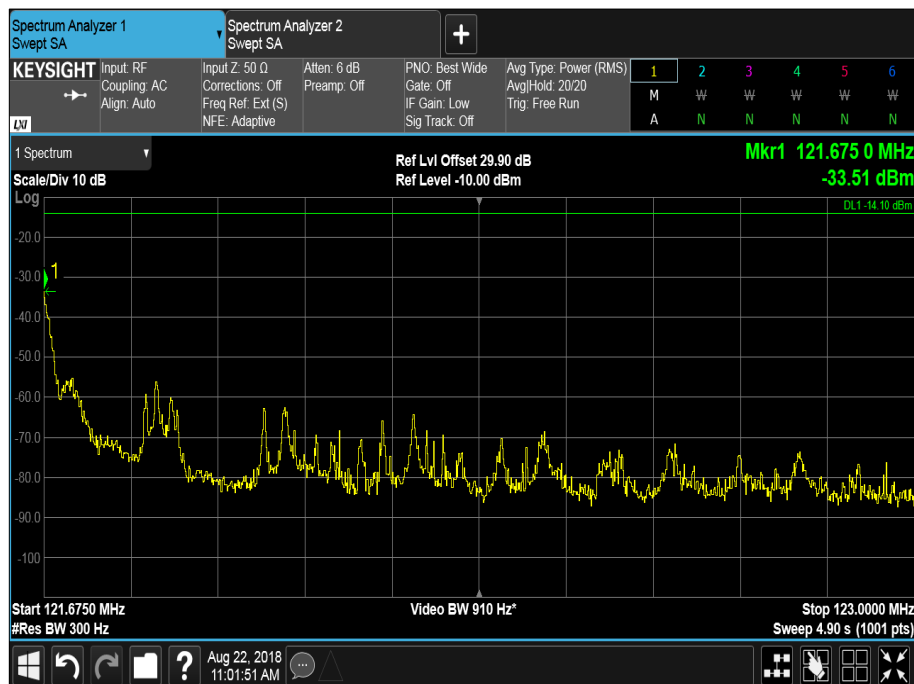 Spectrum Analyzer 1
Swept SA
Spectrum Analyzer 2
Swept SA
KEYSIGHT
LXI
Input: RF
Coupling: AC
Align: Auto
Input Z: 50 Ω
Corrections: Off
Freq Ref: Ext (S)
NFE: Adaptive
Atten: 6 dB
Preamp: Off
PNO: Best Wide
Gate: Off
IF Gain: Low
Sig Track: Off
Avg Type: Power (RMS)
Avg|Hold: 20/20
Trig: Free Run
1 2 3 4 5 6
M W W W W W
A N N N N N
1 Spectrum
Scale/Div 10 dB
Log
Ref Lvl Offset 29.90 dB
Ref Level -10.00 dBm
Mkr1 121.675 0 MHz
-33.51 dBm
DL1 -14.10 dBm
-20.0
1
-30.0
-40.0
-50.0
-60.0
-70.0
-80.0
-90.0
-100
Start 121.6750 MHz
Video BW 910 Hz*
Stop 123.0000 MHz
#Res BW 300 Hz
Sweep 4.90 s (1001 pts)
Aug 22, 2018
11:01:51 AM